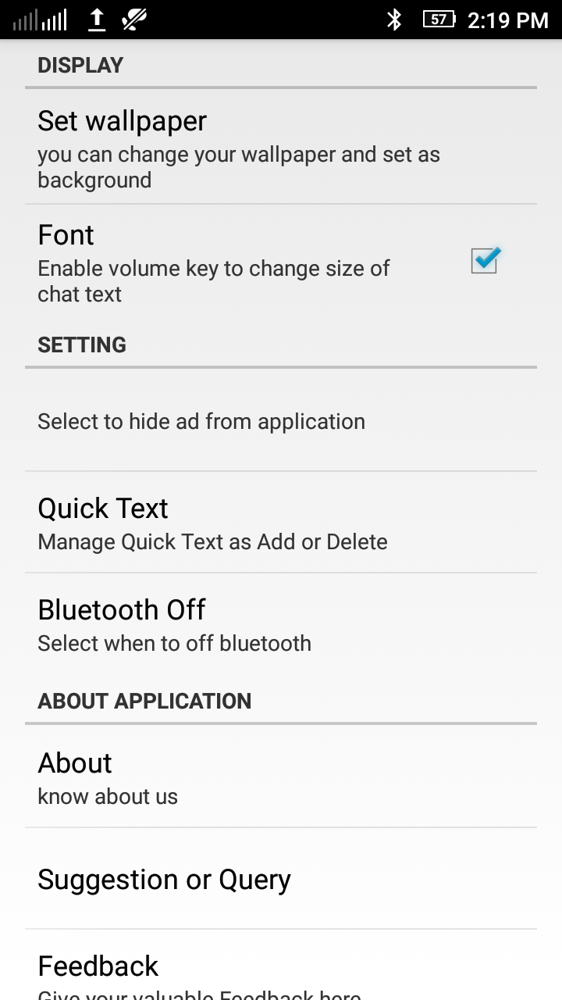 57 2:19 PM
DISPLAY
Set wallpaper
you can change your wallpaper and set as
background
Font
Enable volume key to change size of
chat text
SETTING
Select to hide ad from application
Quick Text
Manage Quick Text as Add or Delete
Bluetooth Off
Select when to off bluetooth
ABOUT APPLICATION
About
know about us
Suggestion or Query
Feedback
Give your valuable Feedback here